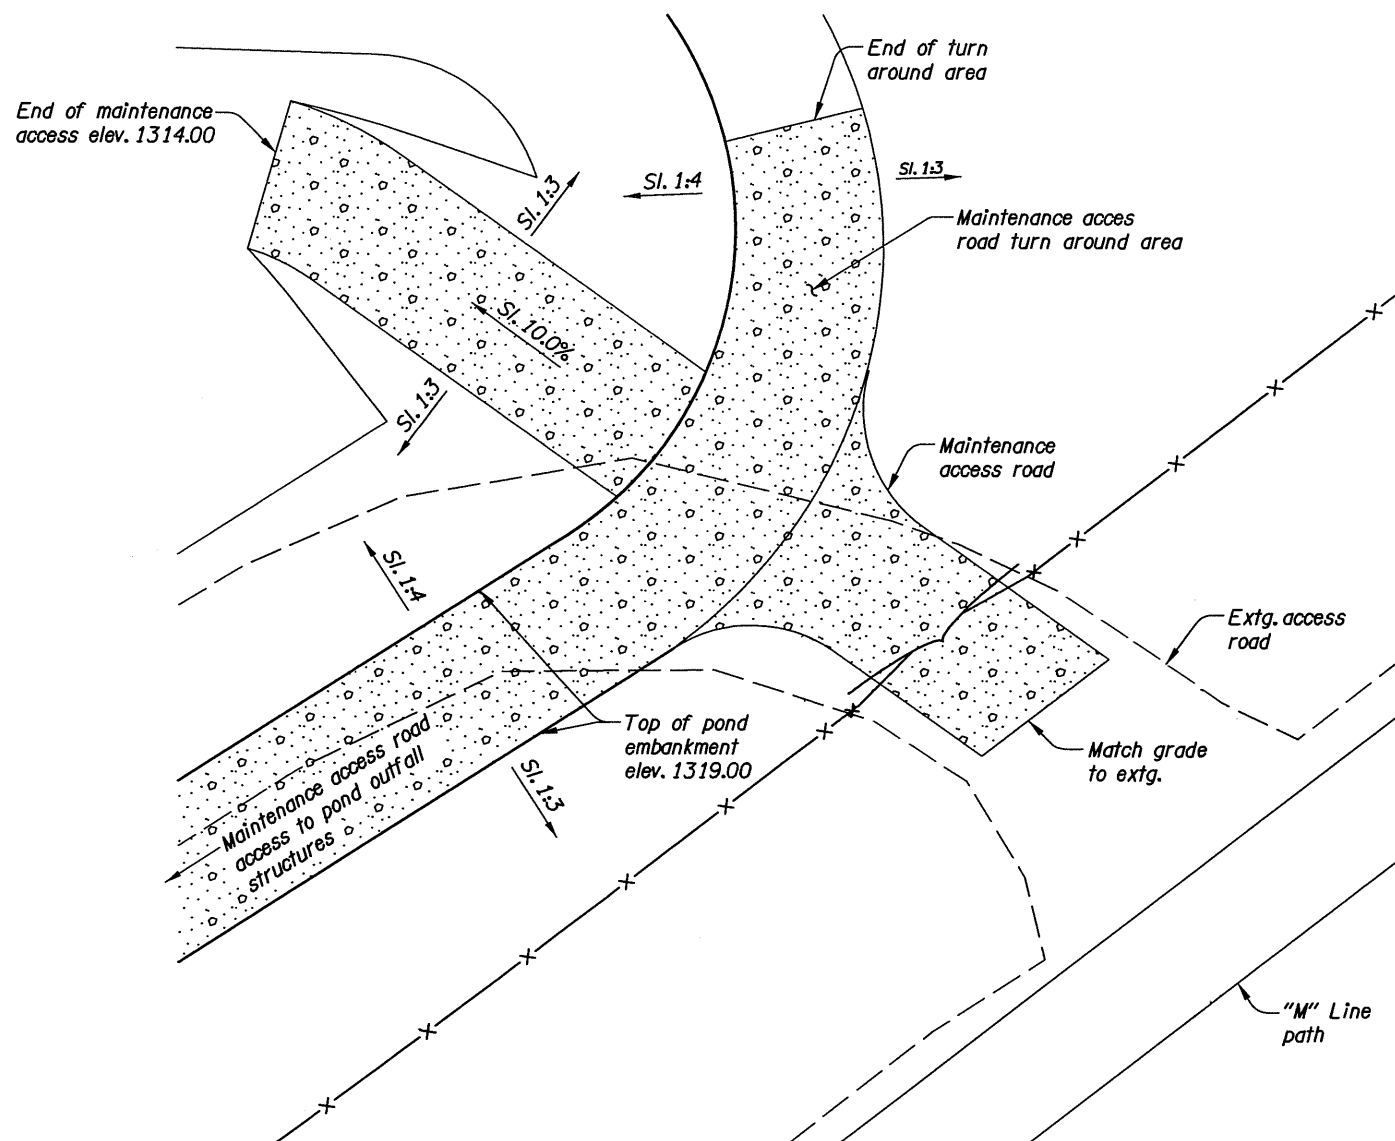 End of turn
around area
End of maintenance
access elev. 1314.00
Sl. 1:3
Sl. 1:4
Sl. 1:3
Maintenance acces
road turn around area
Sl. 10.0%
Sl. 1:3
Maintenance
access road
Sl. 1:4
Extg. access
road
Top of pond
embankment
elev. 1319.00
Match grade
to extg.
Maintenance access road
access to pond outfall
structures
Sl. 1:3
"M" Line
path